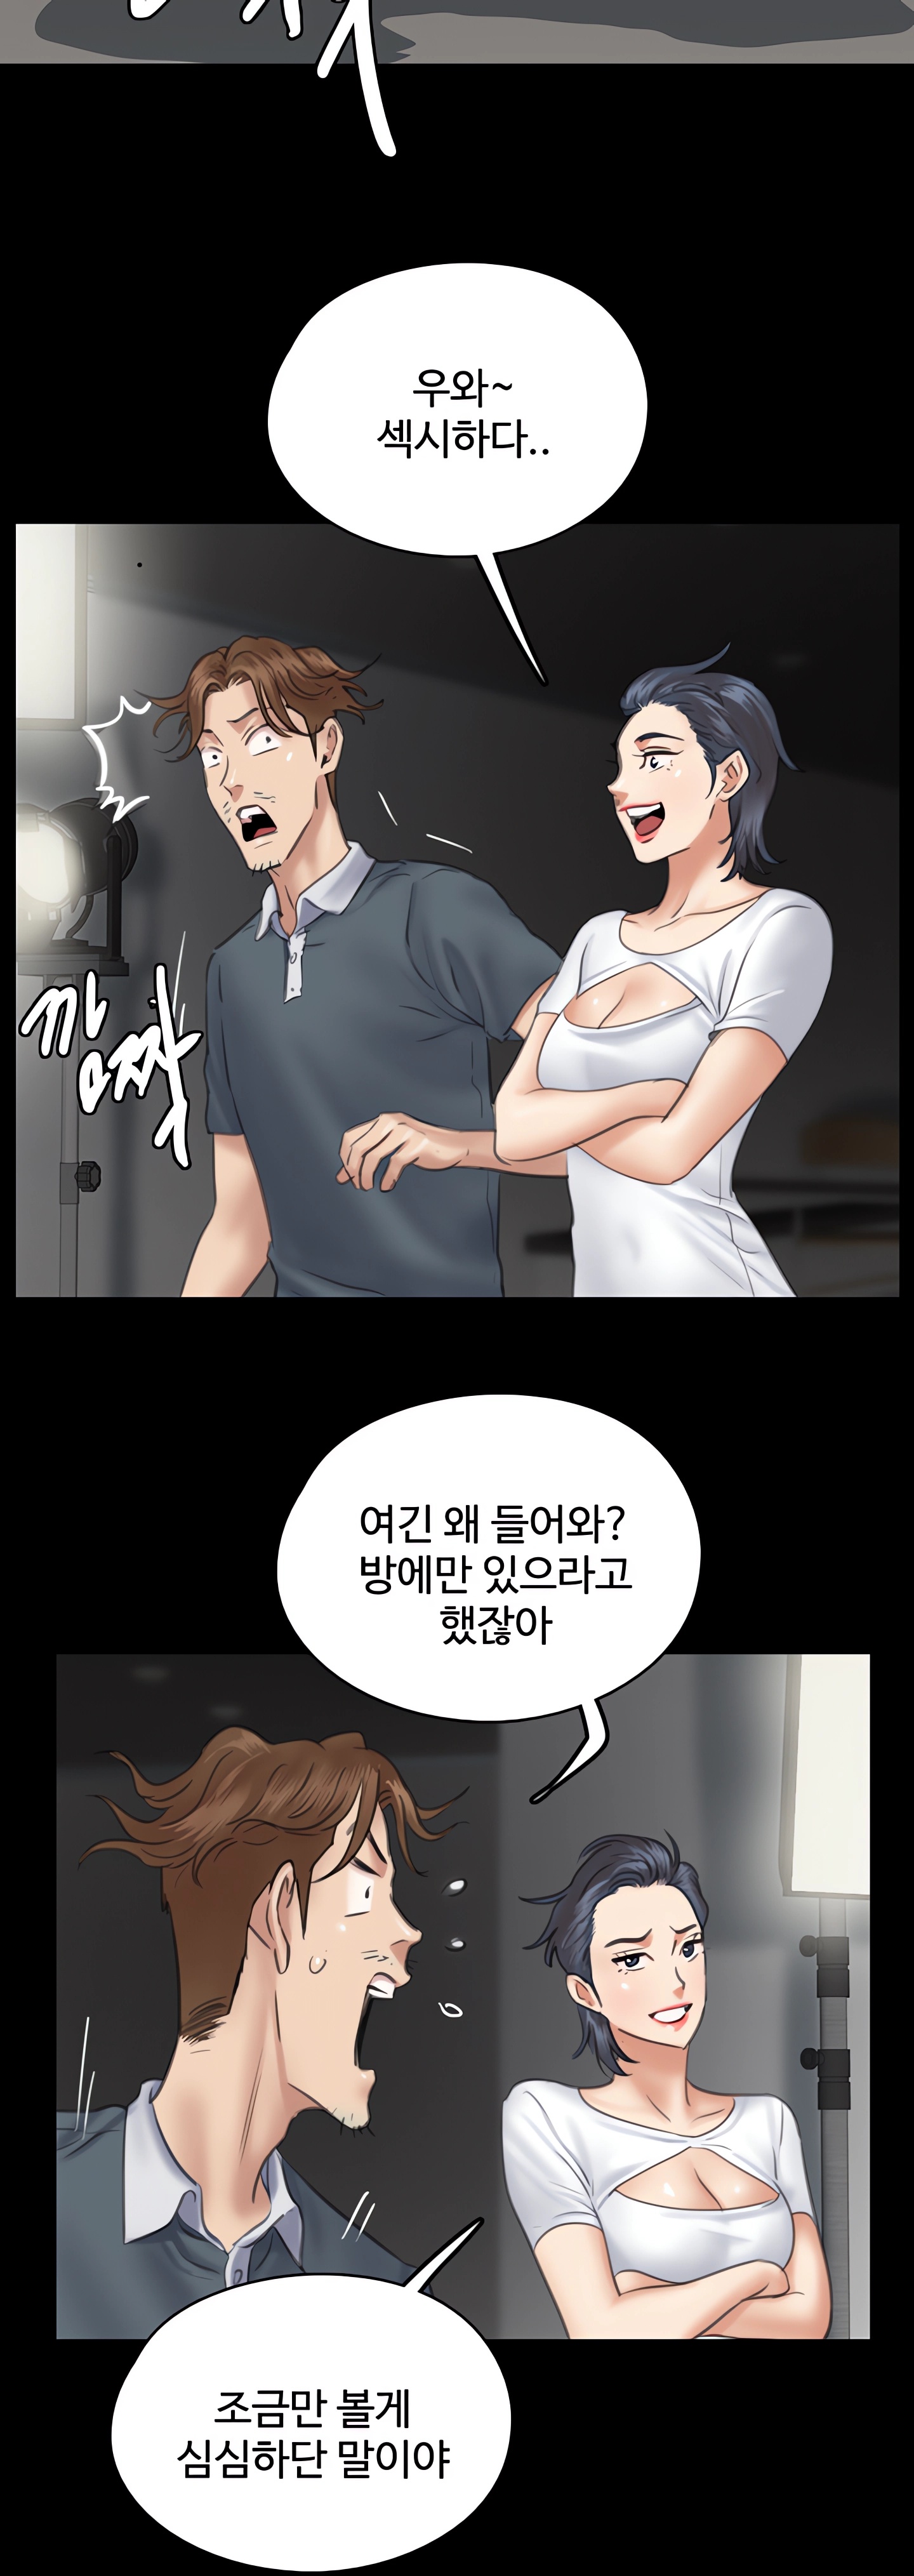 우와~
섹시하다..
깜짝
여긴 왜 들어와?
방에만 있으라고
했잖아
조금만 볼게
심심하단 말이야